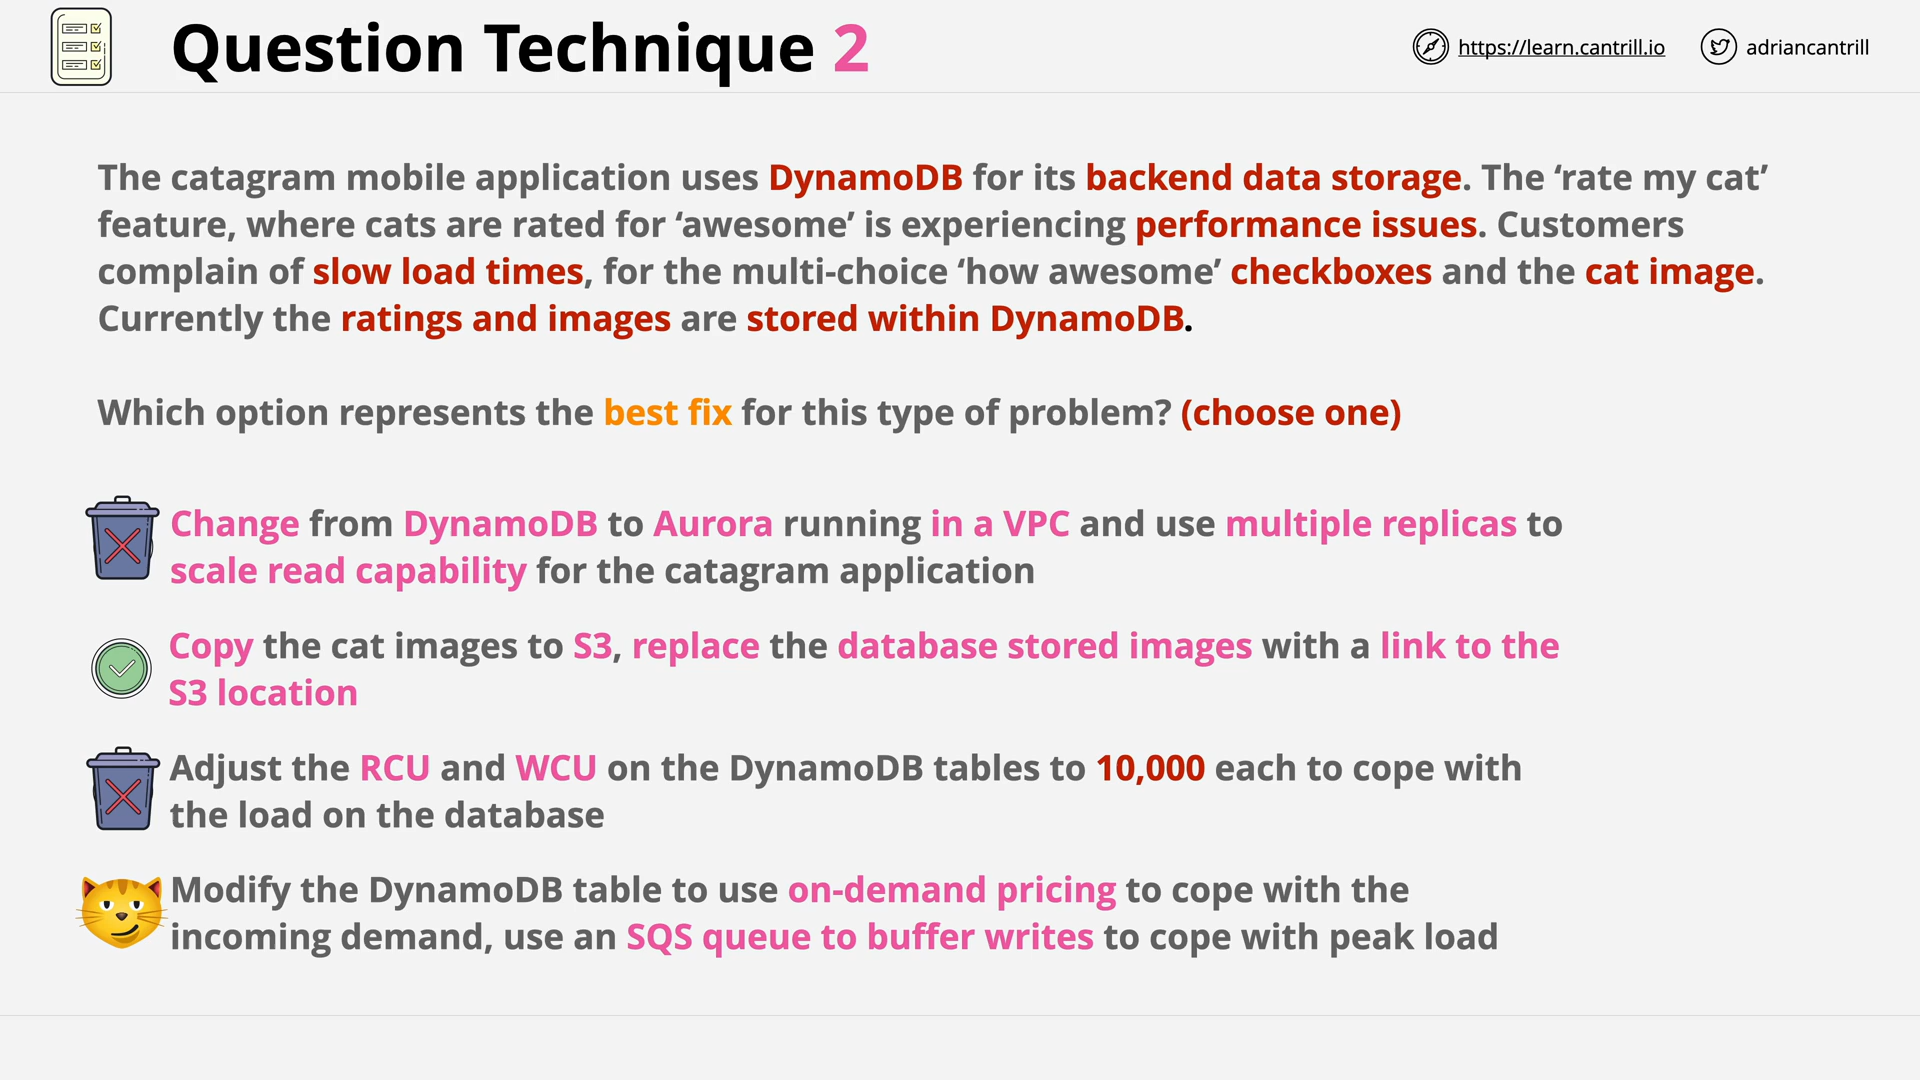 Question Technique 2
https://learn.cantrill.io
adriancantrill
The catagram mobile application uses DynamoDB for its backend data storage. The ‘rate my cat’
feature, where cats are rated for ‘awesome’ is experiencing performance issues. Customers
complain of slow load times, for the multi-choice ‘how awesome’ checkboxes and the cat image.
Currently the ratings and images are stored within DynamoDB.
Which option represents the best fix for this type of problem? (choose one)
Change from DynamoDB to Aurora running in a VPC and use multiple replicas to
scale read capability for the catagram application
Copy the cat images to S3, replace the database stored images with a link to the
S3 location
Adjust the RCU and WCU on the DynamoDB tables to 10,000 each to cope with
the load on the database
Modify the DynamoDB table to use on-demand pricing to cope with the
incoming demand, use an SQS queue to buffer writes to cope with peak load